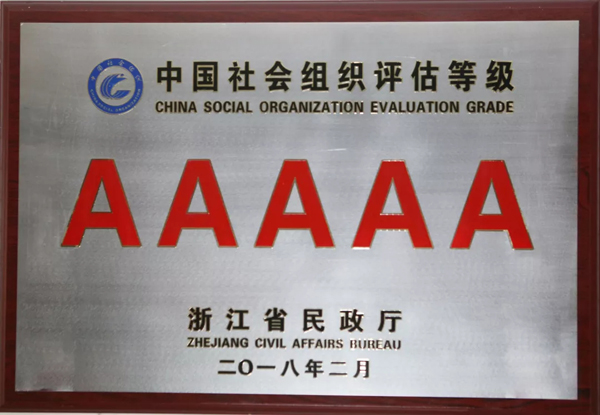 中国社会组织评估等级
CHINA SOCIAL ORGANIZATION EVALUATION GRADE
AAAAA
浙江省民政厅
ZHEJIANG CIVIL AFFAIRS BUREAU
二〇一八年二月